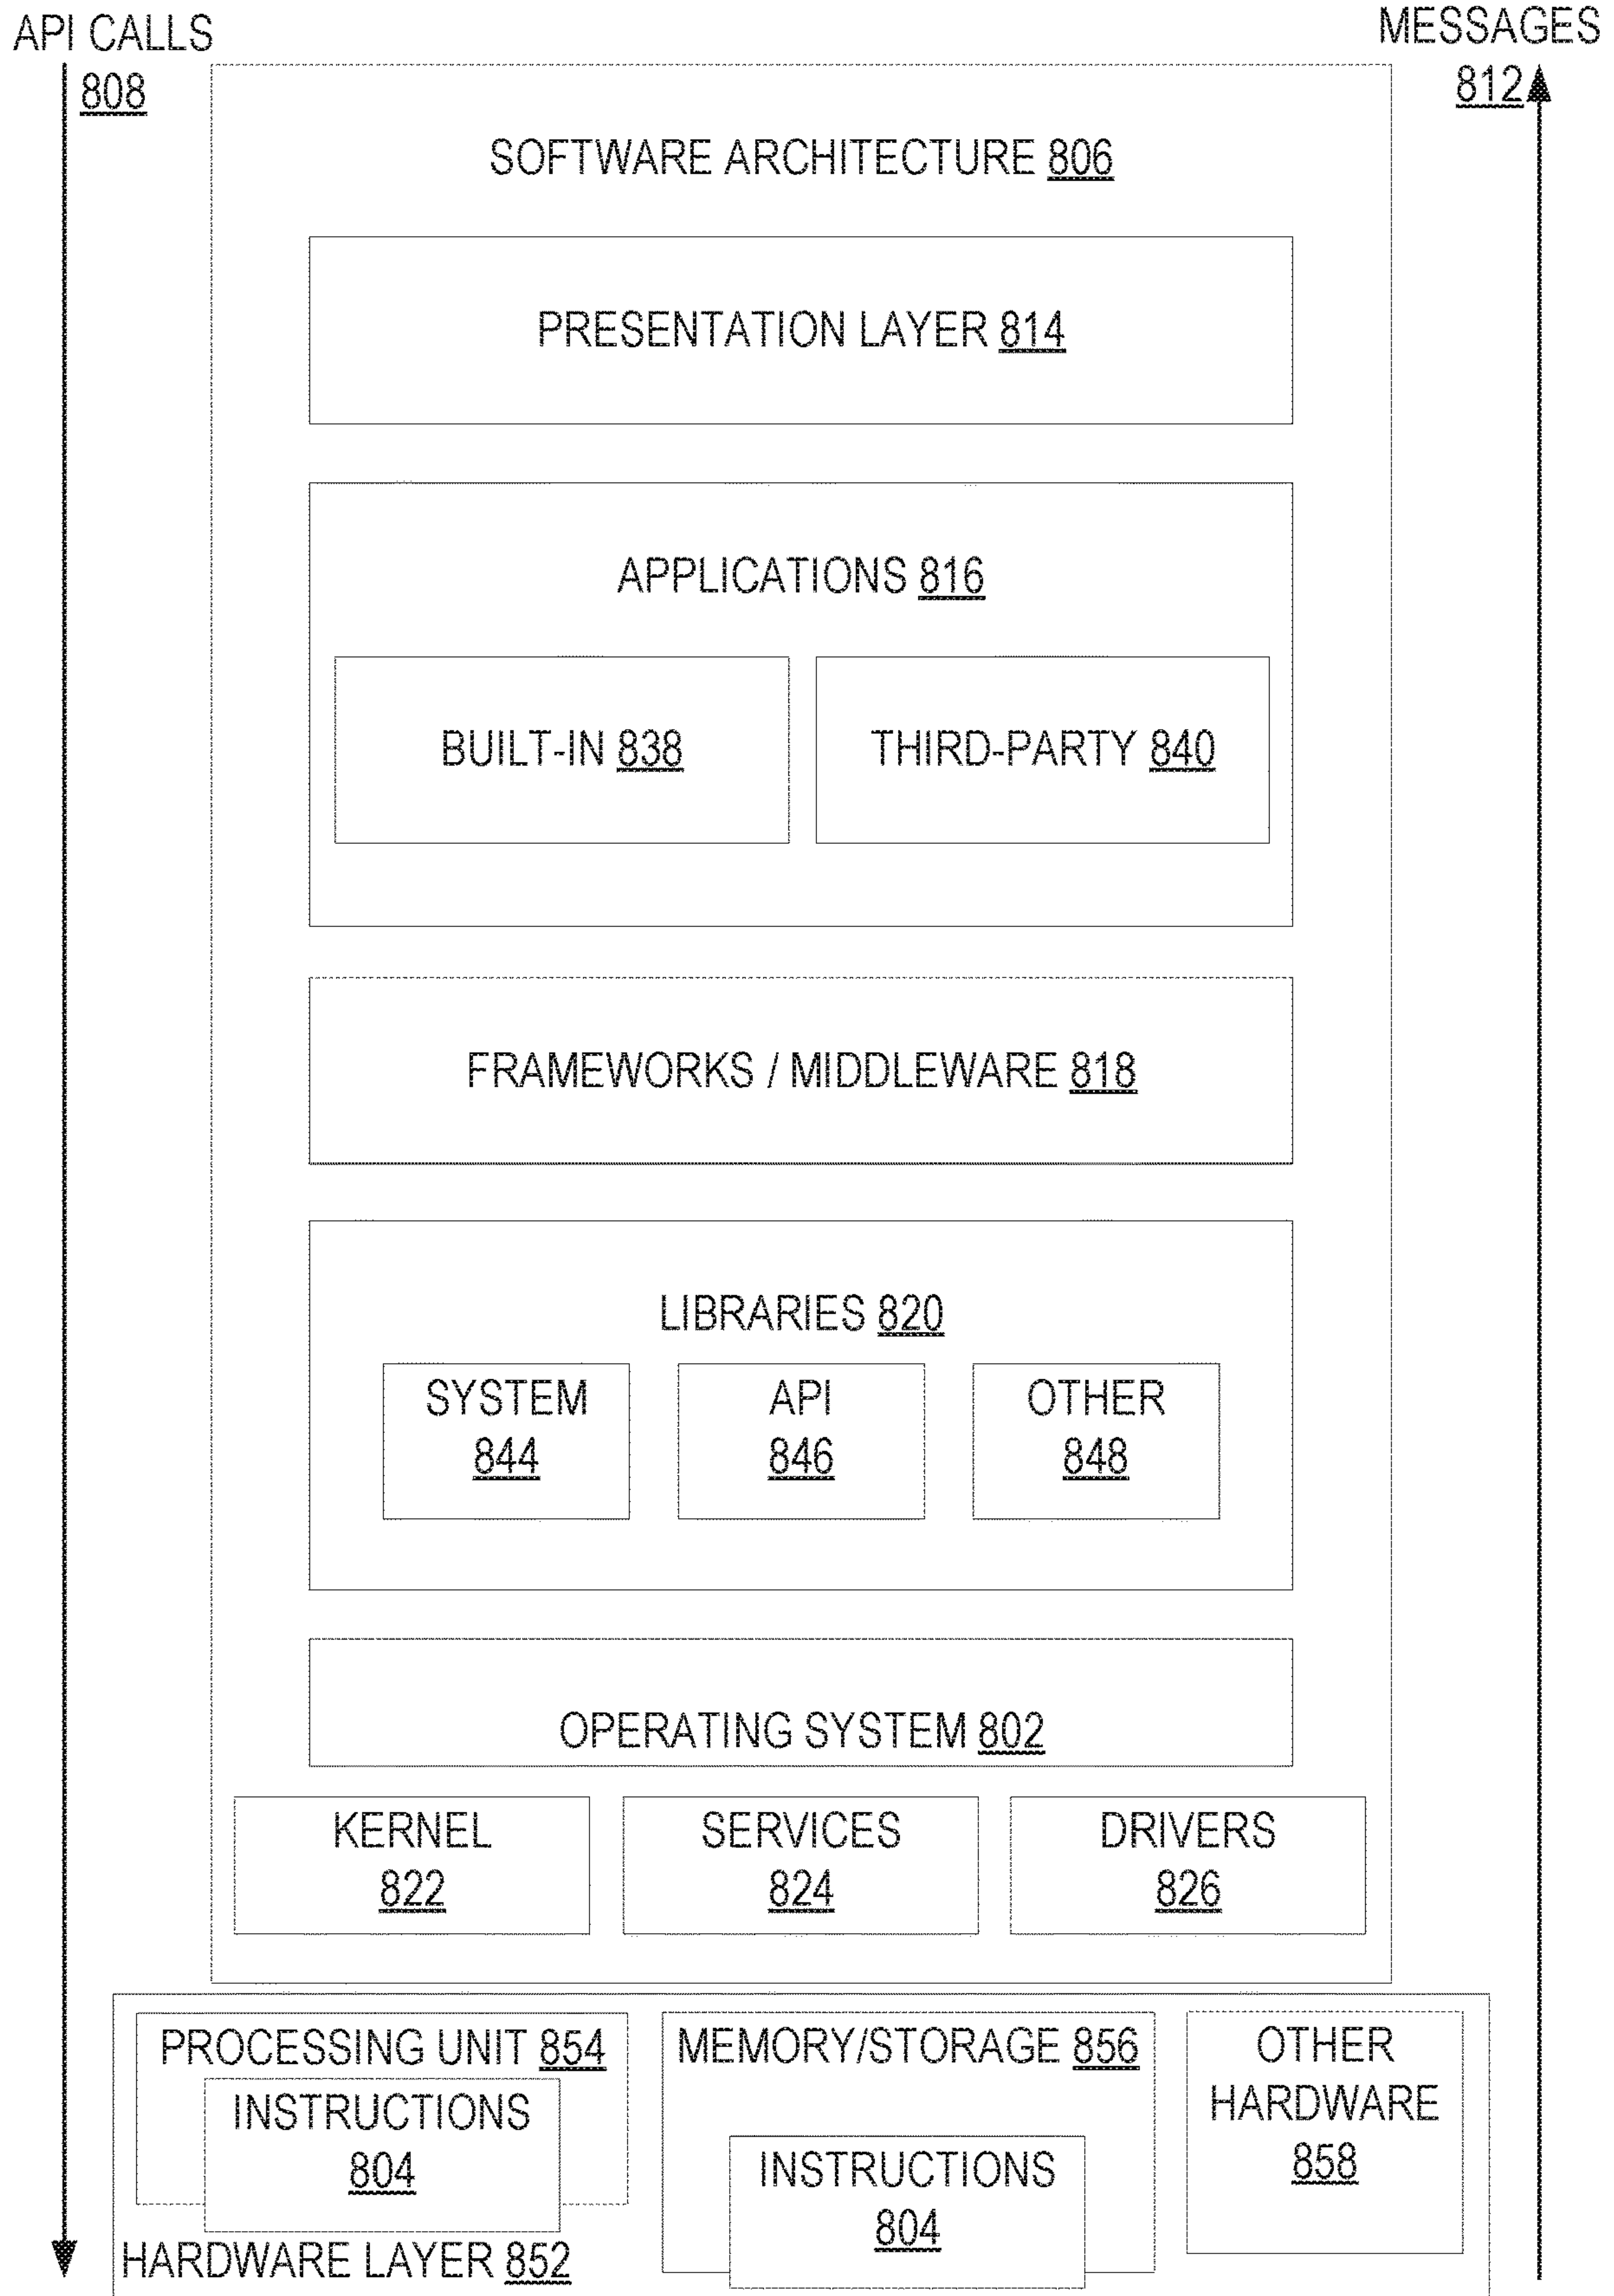 API CALLS
808
MESSAGES
812
SOFTWARE ARCHITECTURE 806
PRESENTATION LAYER 814
APPLICATIONS 816
BUILT-IN 838
THIRD-PARTY 840
FRAMEWORKS / MIDDLEWARE 818
LIBRARIES 820
SYSTEM
844
API
846
OTHER
848
OPERATING SYSTEM 802
KERNEL
822
SERVICES
824
DRIVERS
826
PROCESSING UNIT 854
INSTRUCTIONS
804
MEMORY/STORAGE 856
INSTRUCTIONS
804
OTHER
HARDWARE
858
HARDWARE LAYER 852